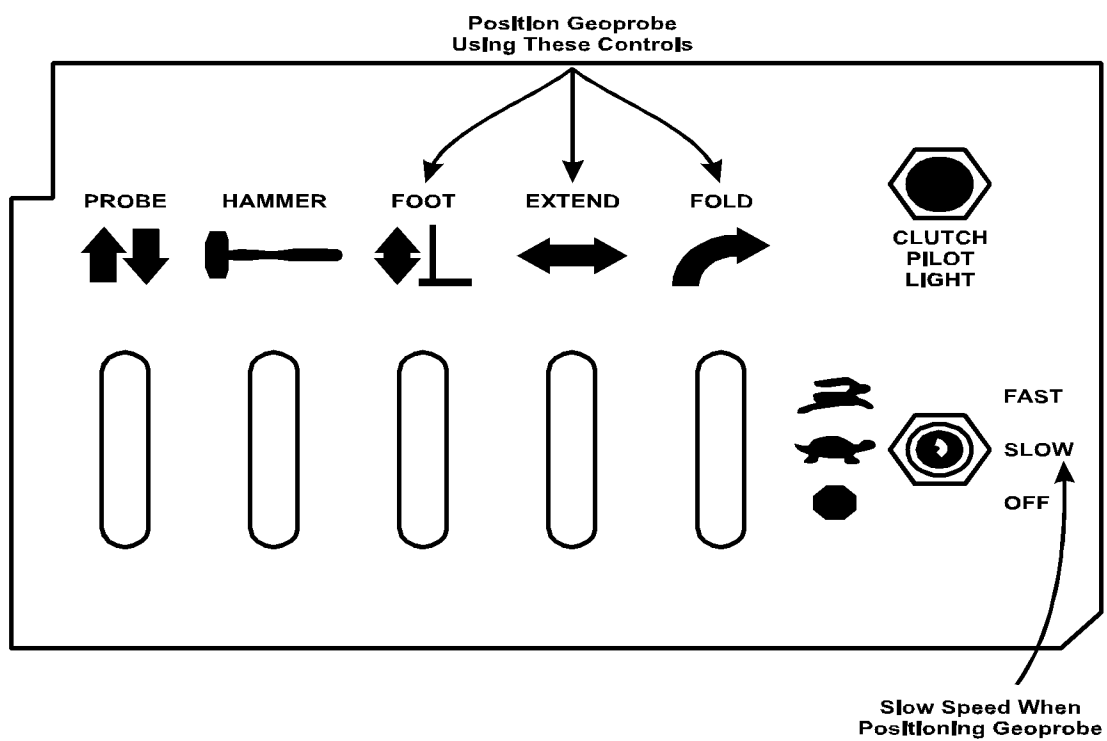 Position Geoprobe
Using These Controls
PROBE
HAMMER
FOOT
EXTEND
FOLD
CLUTCH
PILOT
LIGHT
FAST
SLOW
OFF
Slow Speed When
Positioning Geoprobe